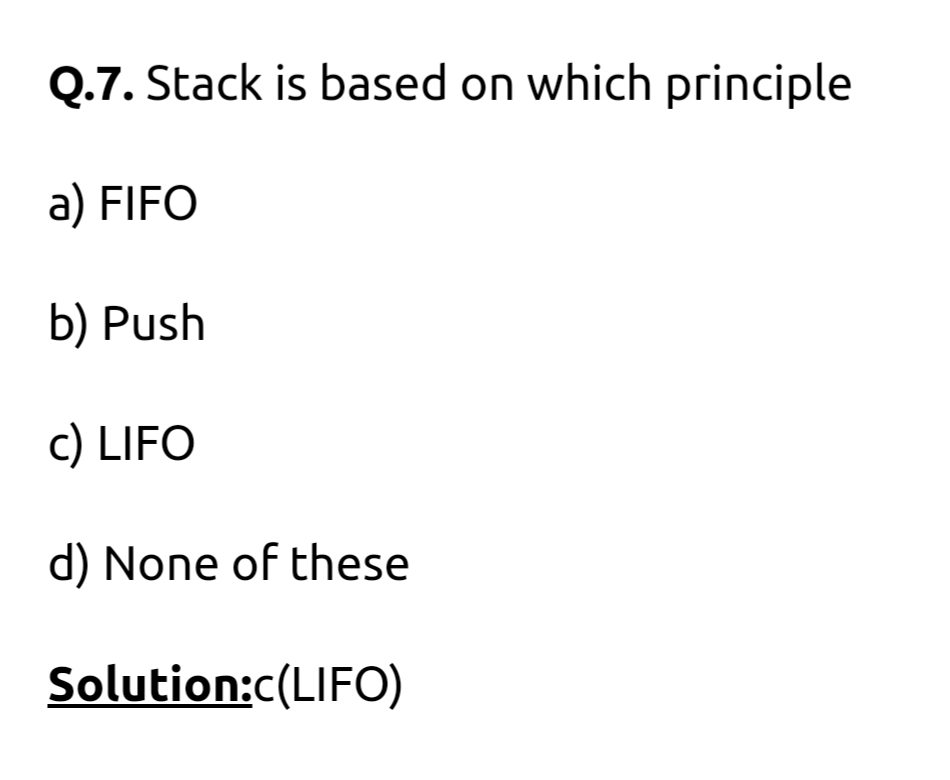 Q.7. Stack is based on which principle
a) FIFO
b) Push
c) LIFO
d) None of these
Solution:c(LIFO)